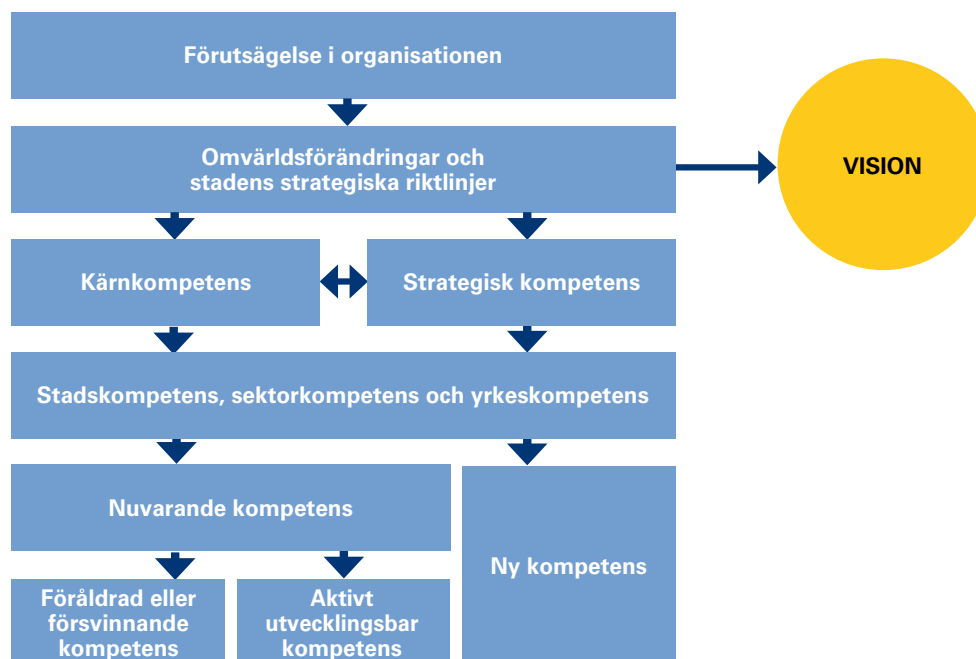 Förutsägelse i organisationen
Omvärldsförändringar och
stadens strategiska riktlinjer
VISION
Kärnkompetens
Strategisk kompetens
Stadskompetens, sektorkompetens och yrkeskompetens
Nuvarande kompetens
Ny kompetens
Föråldrad eller
försvinnande
kompetens
Aktivt
utvecklingsbar
kompetens